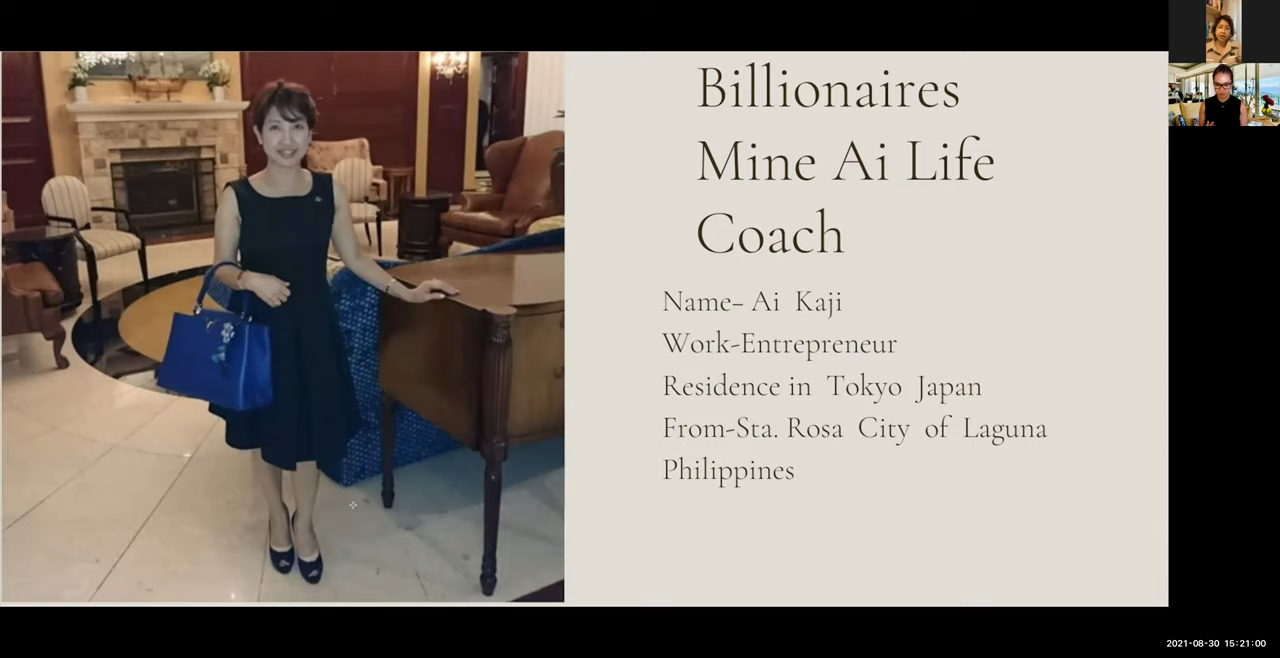 Billionaires
Mine Ai Life
Coach
Name- Ai Kaji
Work-Entrepreneur
Residence in Tokyo Japan
From-Sta. Rosa City of Laguna
Philippines
2021-08-30 15:21:00